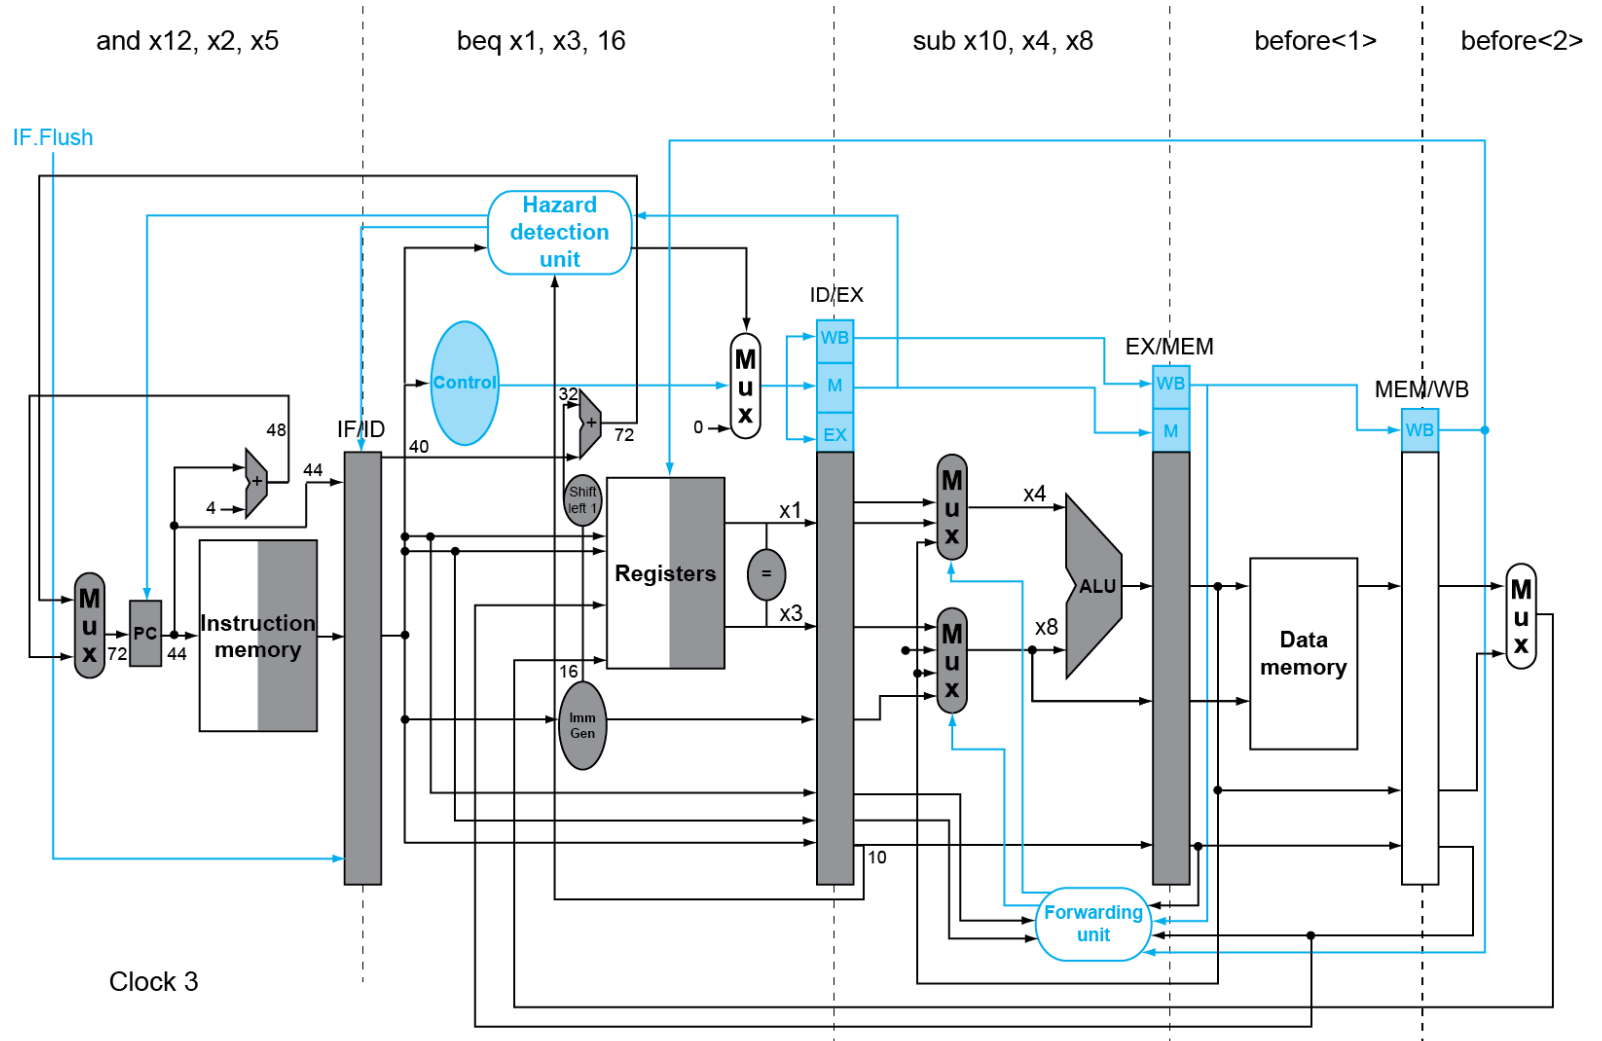 and x12, x2, x5
beq x1, x3, 16
sub x10, x4, x8
before<1>
before<2>
IF.Flush
Hazard
detection
unit
ID/EX
WB
M
EX
EX/MEM
WB
M
MEM/WB
WB
Control
M
u
x
0
32
+
72
IF/ID
40
48
44
+
4
Shift
left 1
M
u
x
x4
x1
Registers
=
x3
M
u
x
72
PC
44
Instruction
memory
16
Imm
Gen
M
u
x
x8
ALU
Data
memory
M
u
x
10
Forwarding
unit
Clock 3